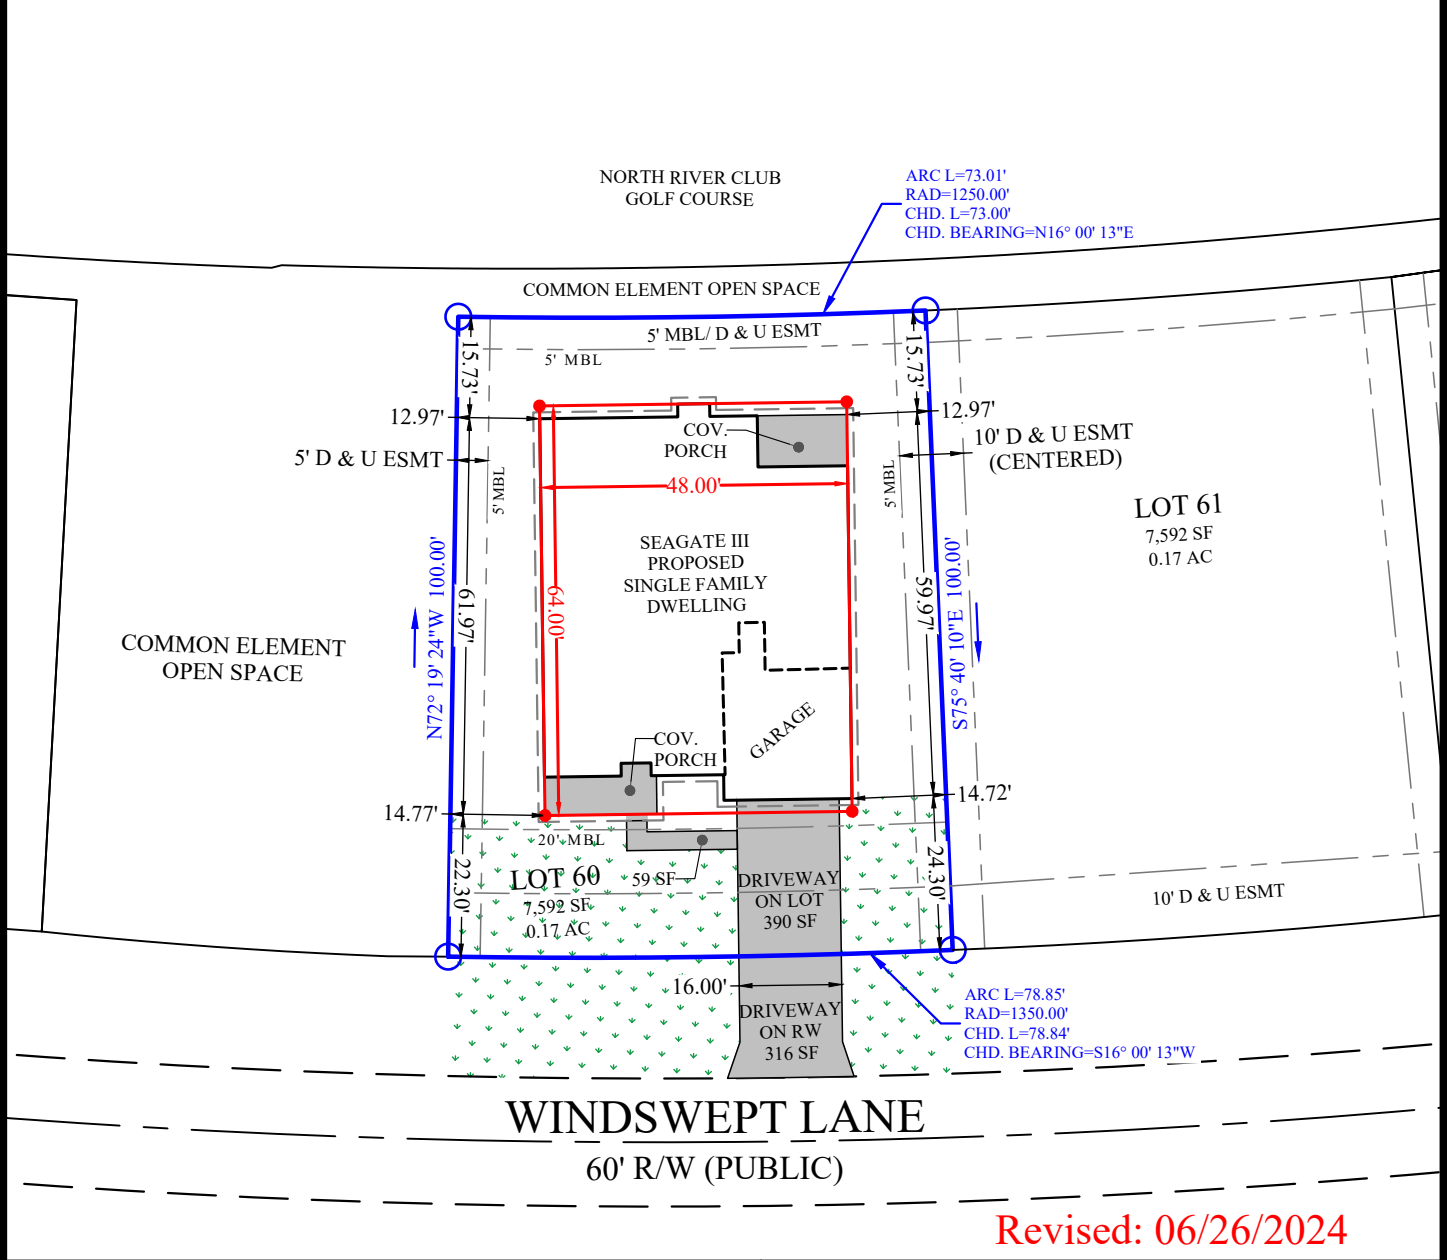 NORTH RIVER CLUB
GOLF COURSE
ARC L=73.01'
RAD=1250.00'
CHD. L=73.00'
CHD. BEARING=N16° 00' 13"E
COMMON ELEMENT OPEN SPACE
5' MBL/ D & U ESMT
5' MBL
15.73'
15.73'
12.97'
12.97'
COV.
PORCH
5' D & U ESMT
10' D & U ESMT
(CENTERED)
5' MBL
5' MBL
48.00'
LOT 61
7,592 SF
0.17 AC
SEAGATE III
PROPOSED
SINGLE FAMILY
DWELLING
N72° 19' 24"W 100.00'
61.97'
64.00'
59.97'
S75° 40' 10"E 100.00'
COMMON ELEMENT
OPEN SPACE
GARAGE
COV.
PORCH
14.77'
14.72'
20' MBL
22.30'
24.30'
LOT 60
7,592 SF
0.17 AC
59 SF
DRIVEWAY
ON LOT
390 SF
10' D & U ESMT
16.00'
DRIVEWAY
ON RW
316 SF
ARC L=78.85'
RAD=1350.00'
CHD. L=78.84'
CHD. BEARING=S16° 00' 13"W
WINDSWEPT LANE
60' R/W (PUBLIC)
Revised: 06/26/2024